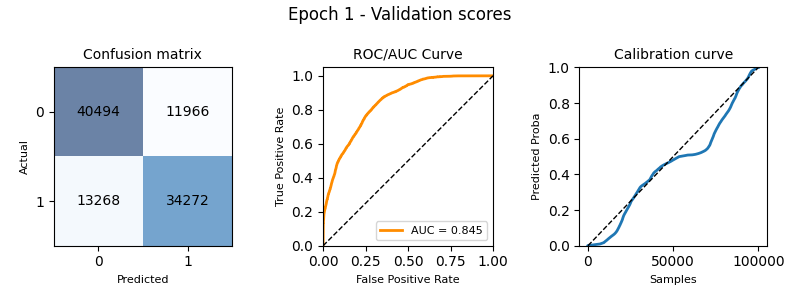 Epoch 1 - Validation scores
Confusion matrix
0
1
Actual
40494 11966
13268 34272
0 1
Predicted
ROC/AUC Curve
1.0
0.8
0.6
0.4
0.2
0.0
True Positive Rate
AUC = 0.845
0.00 0.25 0.50 0.75 1.00
False Positive Rate
Calibration curve
1.0
0.8
0.6
0.4
0.2
0.0
Predicted Proba
0 50000 100000
Samples